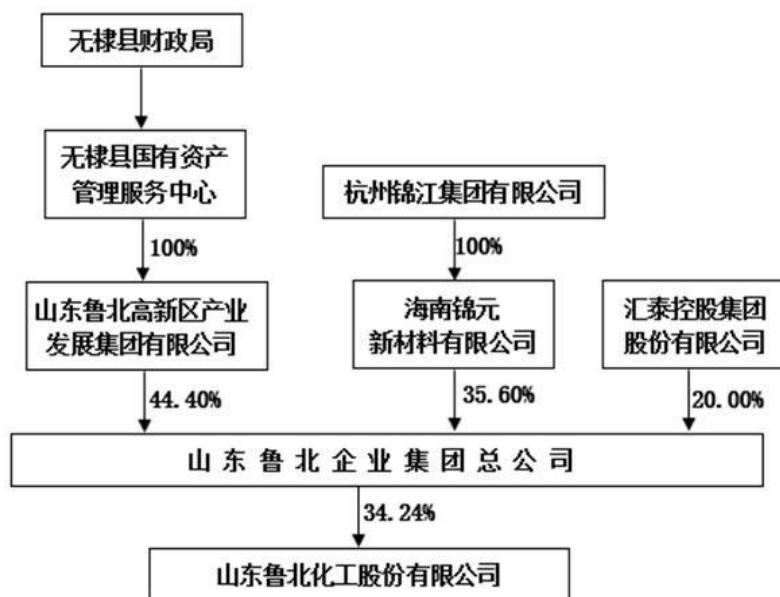 无棣县财政局
无棣县国有资产
管理服务中心
杭州锦江集团有限公司
100%
100%
山东鲁北高新区产业
发展集团有限公司
海南锦元
新材料有限公司
汇泰控股集团
股份有限公司
44.40%
35.60%
20.00%
山东鲁北企业集团总公司
34.24%
山东鲁北化工股份有限公司